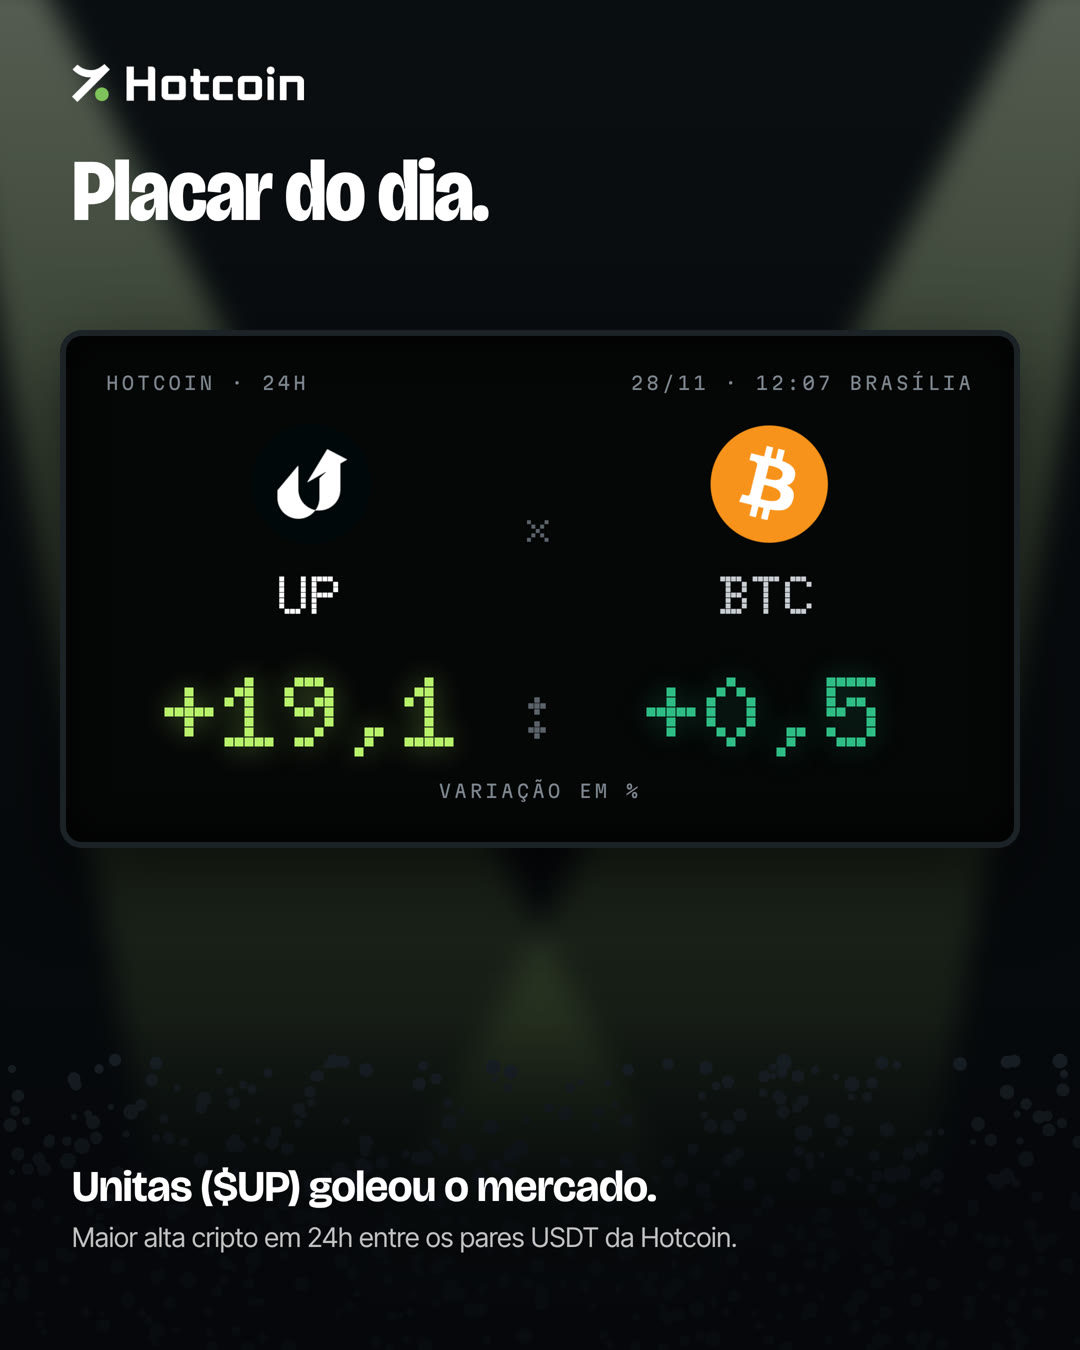 Hotcoin
Placar do dia.
HOTCOIN · 24H
28/11 · 12:07 BRASÍLIA
x
UP
BTC
+19,1 : +0,5
VARIAÇÃO EM %
Unitas ($UP) goleou o mercado.
Maior alta cripto em 24h entre os pares USDT da Hotcoin.